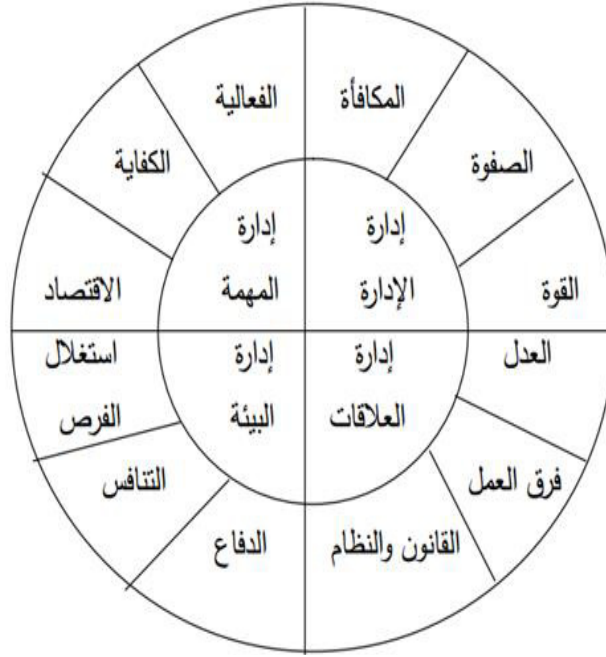 المكافأة
الفعالية
الصفوة
الكفاية
إدارة
الإدارة
إدارة
المهمة
القوة
الاقتصاد
العدل
إدارة
العلاقات
إدارة
البيئة
استغلال
الفرص
فرق العمل
التنافس
القانون والنظام
الدفاع